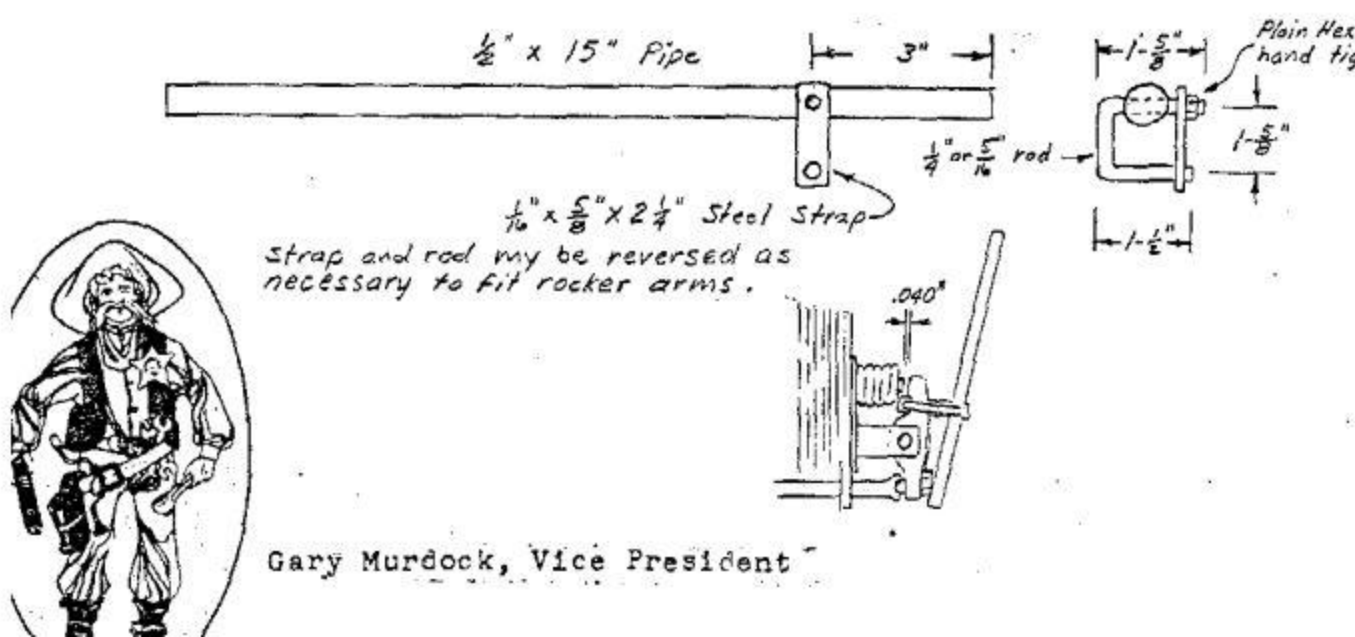 ½" x 15" Pipe
3"
1-5/8"
Plain Hex
hand tig
¼" or 5/16" rod
1-5/8"
1/16" x 5/8" x 2 ¼" Steel Strap
1-½"
Strap and rod my be reversed as
necessary to fit rocker arms.
.040"
Gary Murdock, Vice President